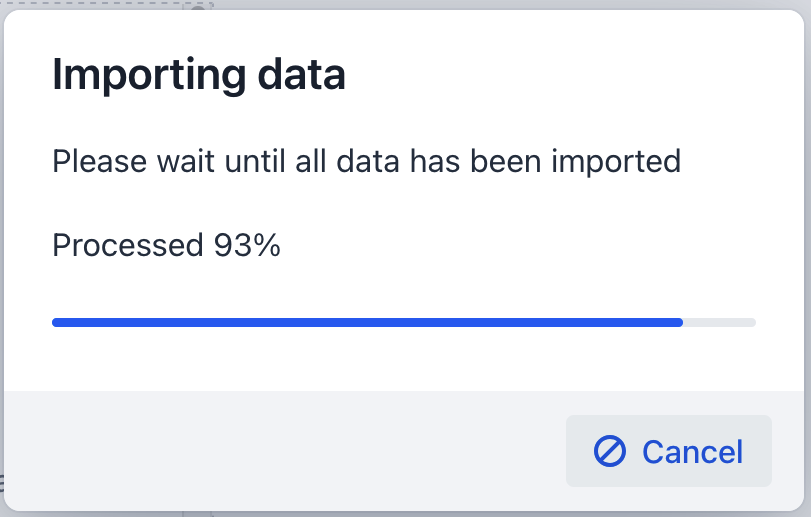 Importing data
Please wait until all data has been imported
Processed 93%
Cancel